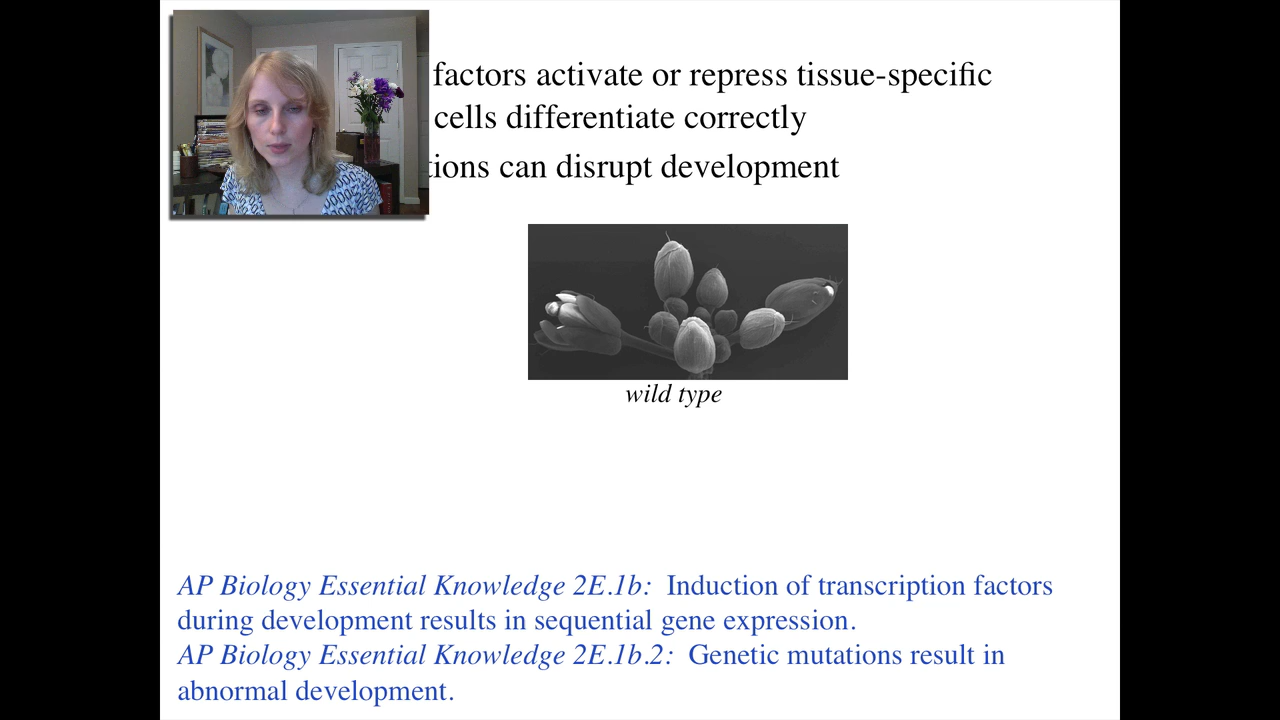 factors activate or repress tissue-specific
cells differentiate correctly
tions can disrupt development
wild type
AP Biology Essential Knowledge 2E.1b: Induction of transcription factors
during development results in sequential gene expression.
AP Biology Essential Knowledge 2E.1b.2: Genetic mutations result in
abnormal development.